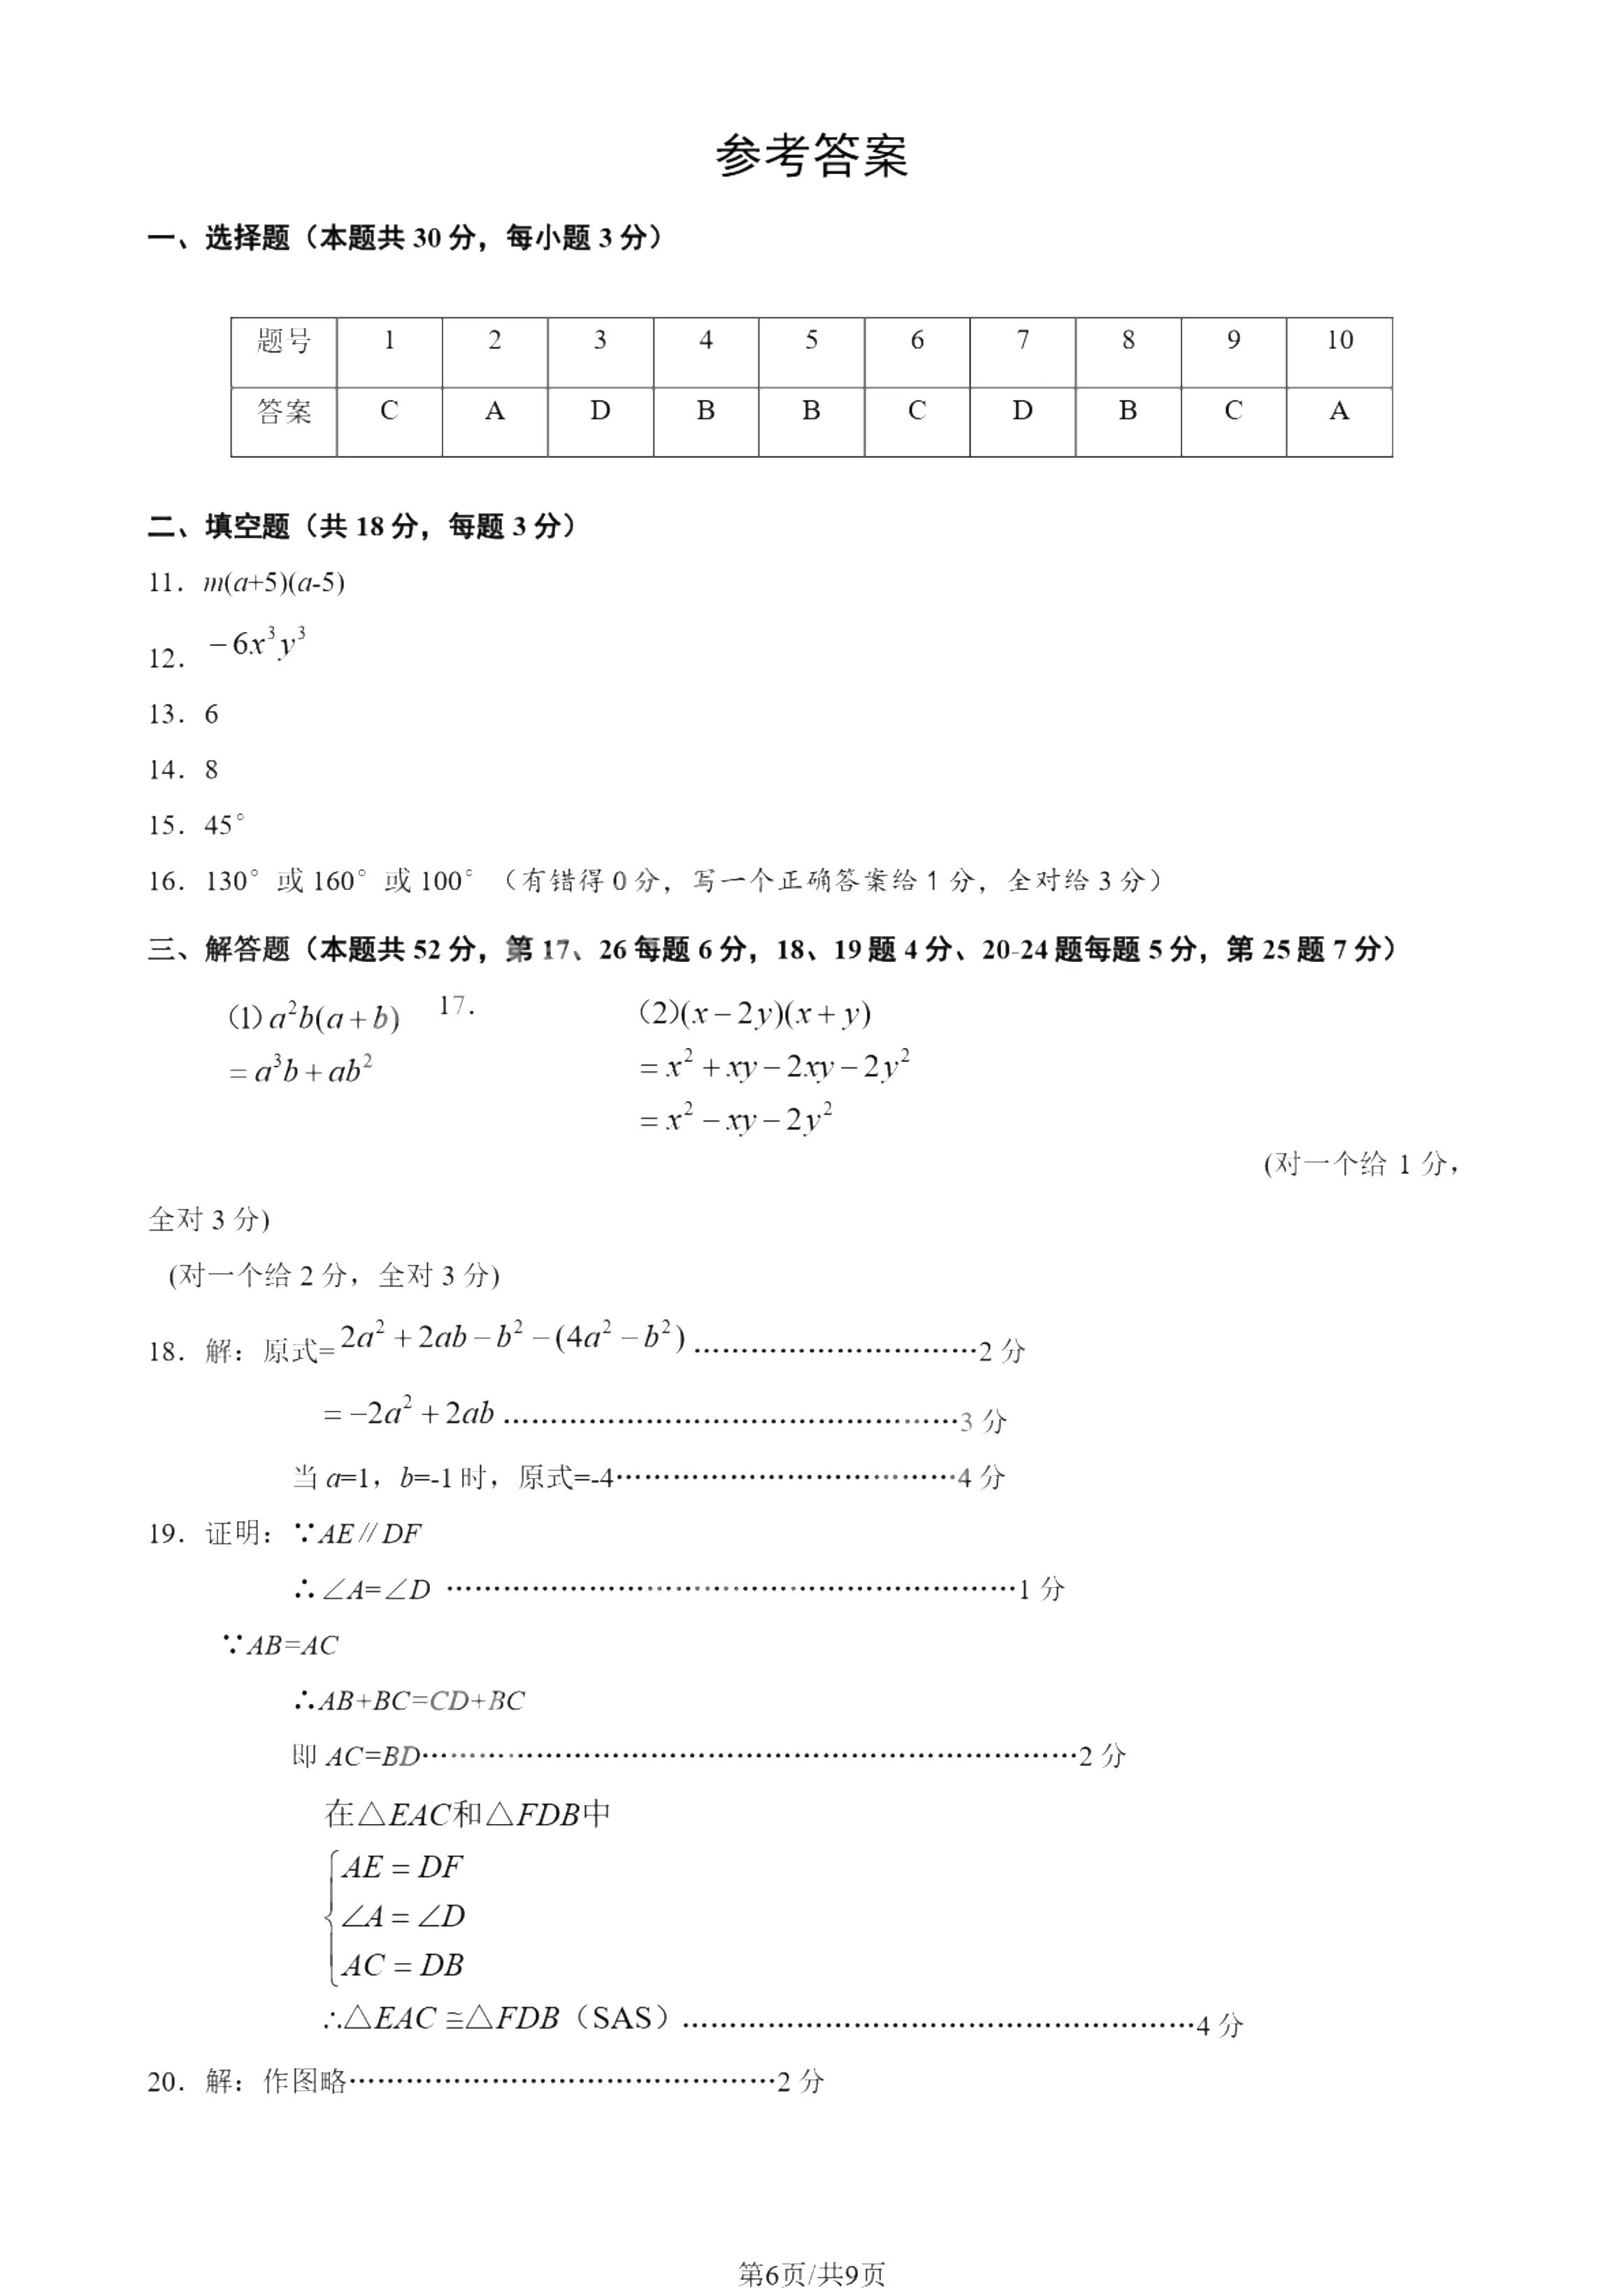 参考答案
一、选择题（本题共 30 分，每小题 3 分）
题号 1 2 3 4 5 6 7 8 9 10
答案 C A D B B C D B C A
二、填空题（共 18 分，每题 3 分）
11．m(a+5)(a-5)
12．−6x³y³
13．6
14．8
15．45°
16．130° 或 160° 或 100° （有错得 0 分，写一个正确答案给 1 分，全对给 3 分）
三、解答题（本题共 52 分，第 17、26 每题 6 分，18、19 题 4 分、20-24 题每题 5 分，第 25 题 7 分）
(1) a²b(a+b) 17． (2)(x−2y)(x+y)
= a³b+ab² = x²+xy−2xy−2y²
= x²−xy−2y²
(对一个给 1 分，
全对 3 分)
(对一个给 2 分，全对 3 分)
18．解：原式=2a²+2ab−b²−(4a²−b²)…………………………2 分
=−2a²+2ab…………………………………………3 分
当 a=1，b=-1 时，原式=-4………………………………4 分
19．证明：∵AE∥DF
∴∠A=∠D ……………………………………………………1 分
∵AB=AC
∴AB+BC=CD+BC
即 AC=BD……………………………………………………………2 分
在△EAC和△FDB中
AE = DF
∠A = ∠D
AC = DB
∴△EAC≌△FDB（SAS）………………………………………………4 分
20．解：作图略………………………………………2 分
第6页/共9页